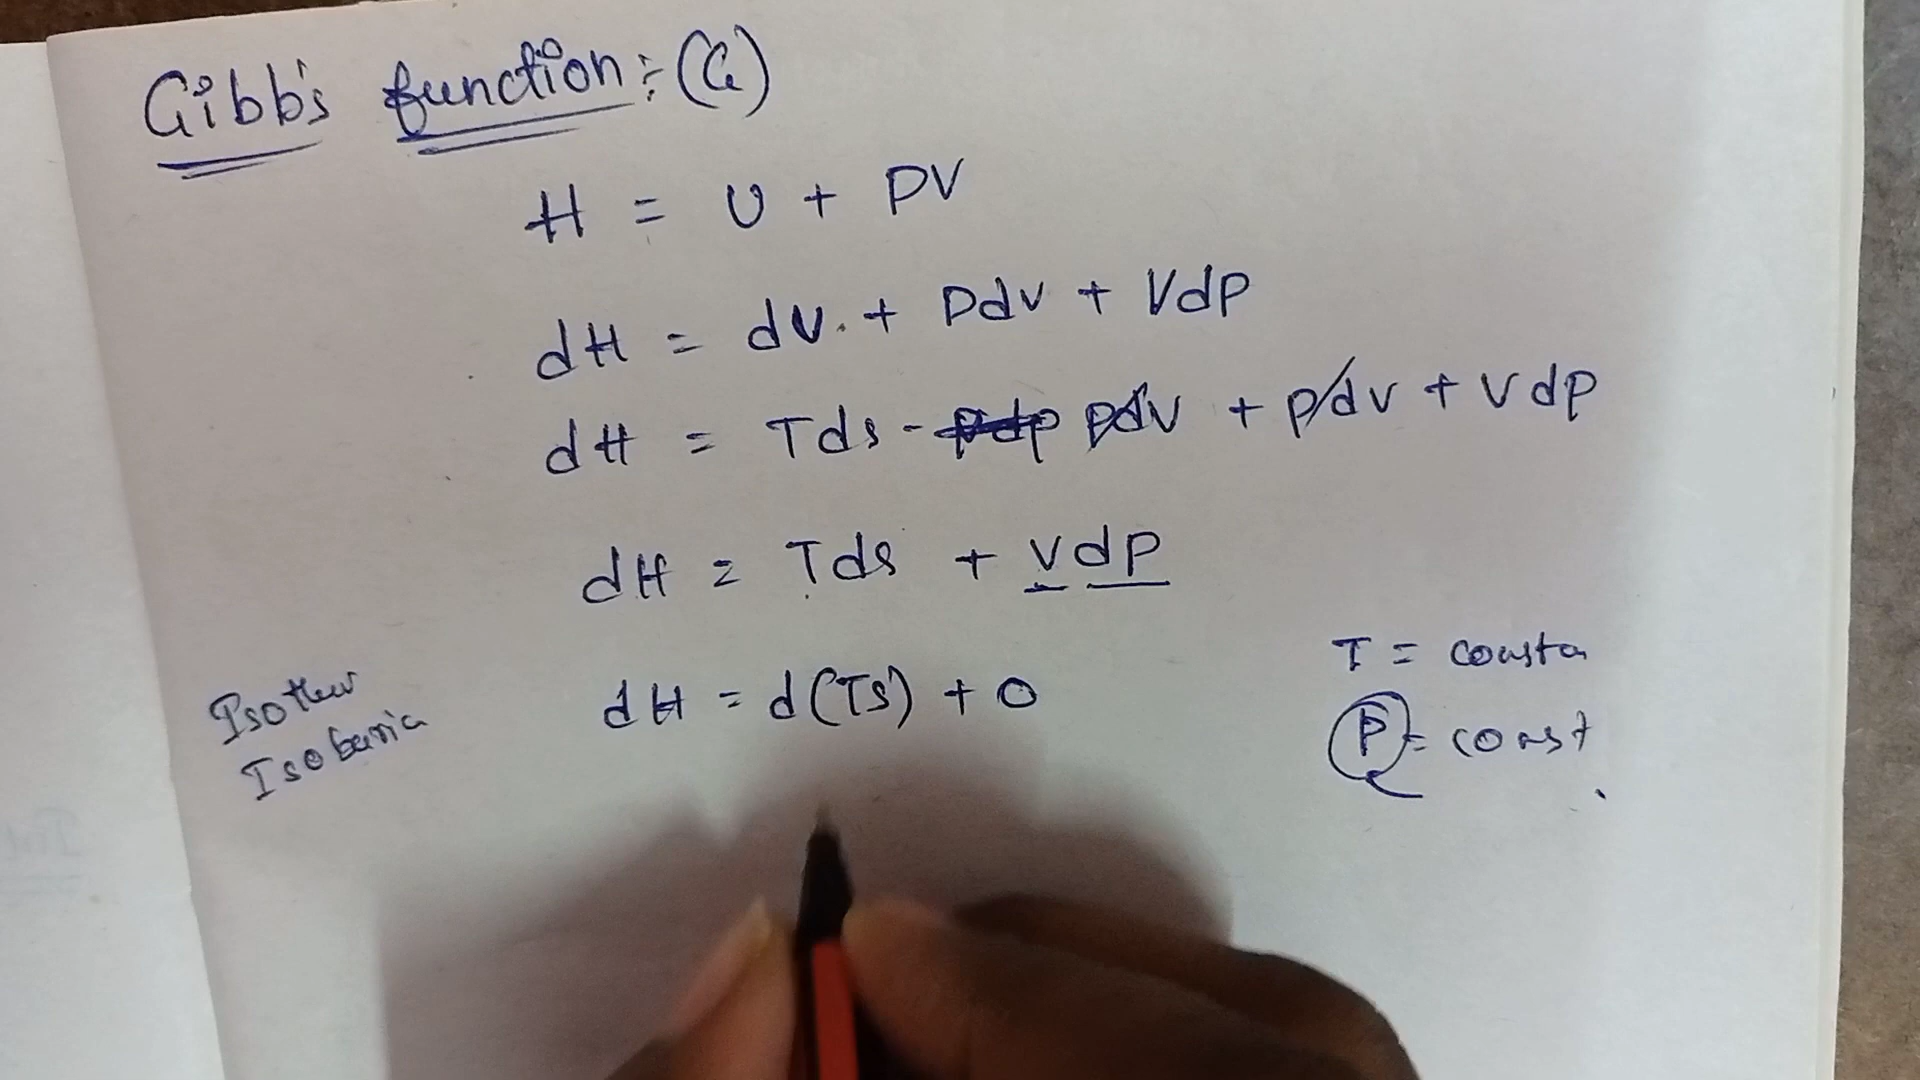 Gibb's function :- (G)
H = U + PV
dH = dU. + PdV + VdP
dH = Tds - pdv + pdv + vdp
dH = Tds + vdp
T = consta
Isother
dH = d(TS) + 0
P = const
Isobaric